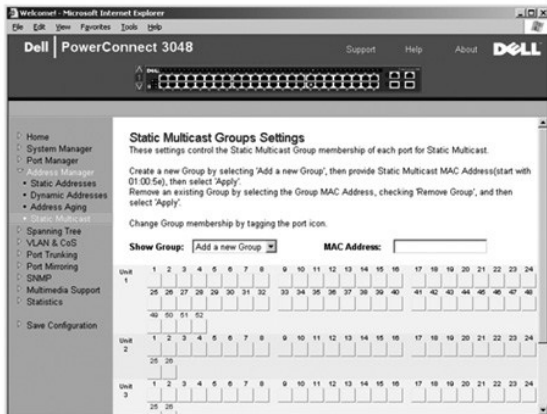 Welcome! - Microsoft Internet Explorer
File Edit View Favorites Tools Help
Dell | PowerConnect 3048
Support Help About DELL
Home
System Manager
Port Manager
Address Manager
Static Addresses
Dynamic Addresses
Address Aging
Static Multicast
Spanning Tree
VLAN & CoS
Port Trunking
Port Mirroring
SNMP
Multimedia Support
Statistics
Save Configuration
Static Multicast Groups Settings
These settings control the Static Multicast Group membership of each port for Static Multicast.
Create a new Group by selecting 'Add a new Group', then provide Static Multicast MAC Address(start with
01:00:5e), then select 'Apply'.
Remove an existing Group by selecting the Group MAC Address, checking 'Remove Group', and then
select 'Apply'.
Change Group membership by tagging the port icon.
Show Group: Add a new Group MAC Address:
Unit 1
1 2 3 4 5 6 7 8 9 10 11 12 13 14 15 16 17 18 19 20 21 22 23 24
25 26 27 28 29 30 31 32 33 34 35 36 37 38 39 40 41 42 43 44 45 46 47 48
49 50 51 52
Unit 2
1 2 3 4 5 6 7 8 9 10 11 12 13 14 15 16 17 18 19 20 21 22 23 24
25 26
Unit 3
1 2 3 4 5 6 7 8 9 10 11 12 13 14 15 16 17 18 19 20 21 22 23 24
25 26